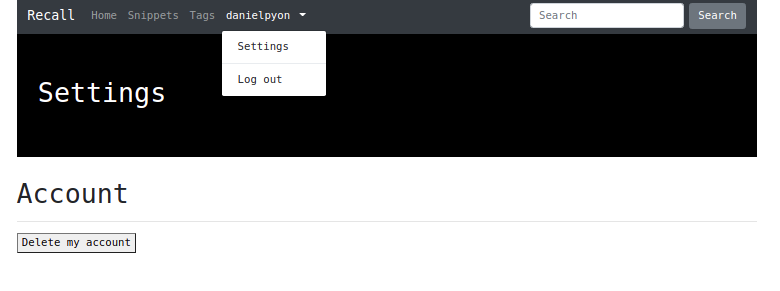 Recall Home Snippets Tags danielpyon Search Search
Settings
Log out
Settings
Account
Delete my account